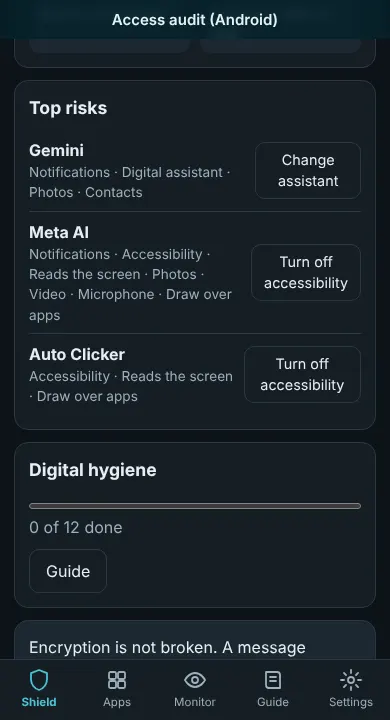 Access audit (Android)
Top risks
Gemini
Notifications · Digital assistant ·
Photos · Contacts
Change
assistant
Meta AI
Notifications · Accessibility ·
Reads the screen · Photos ·
Video · Microphone · Draw over
apps
Turn off
accessibility
Auto Clicker
Accessibility · Reads the screen
· Draw over apps
Turn off
accessibility
Digital hygiene
0 of 12 done
Guide
Encryption is not broken. A message
Shield
Apps
Monitor
Guide
Settings